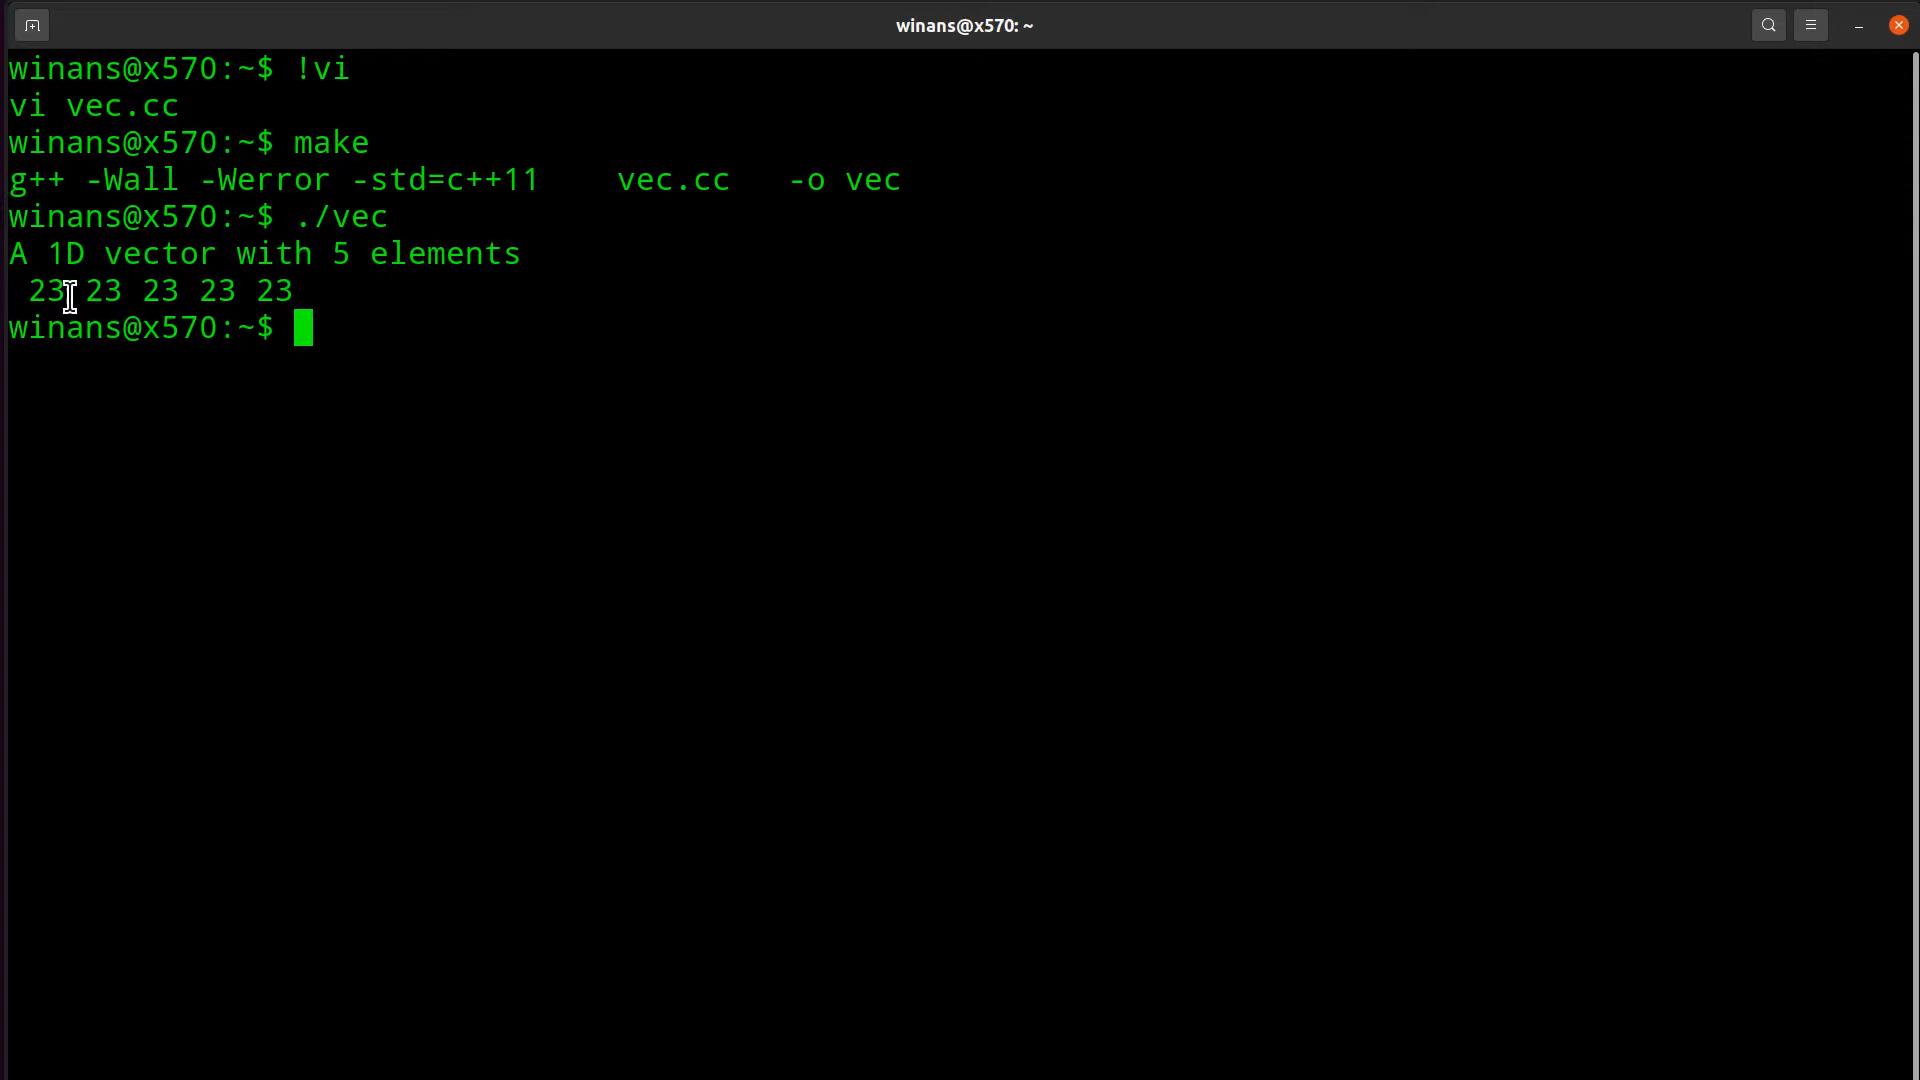 winans@x570: ~
winans@x570:~$ !vi
vi vec.cc
winans@x570:~$ make
g++ -Wall -Werror -std=c++11    vec.cc   -o vec
winans@x570:~$ ./vec
A 1D vector with 5 elements
 23 23 23 23 23
winans@x570:~$